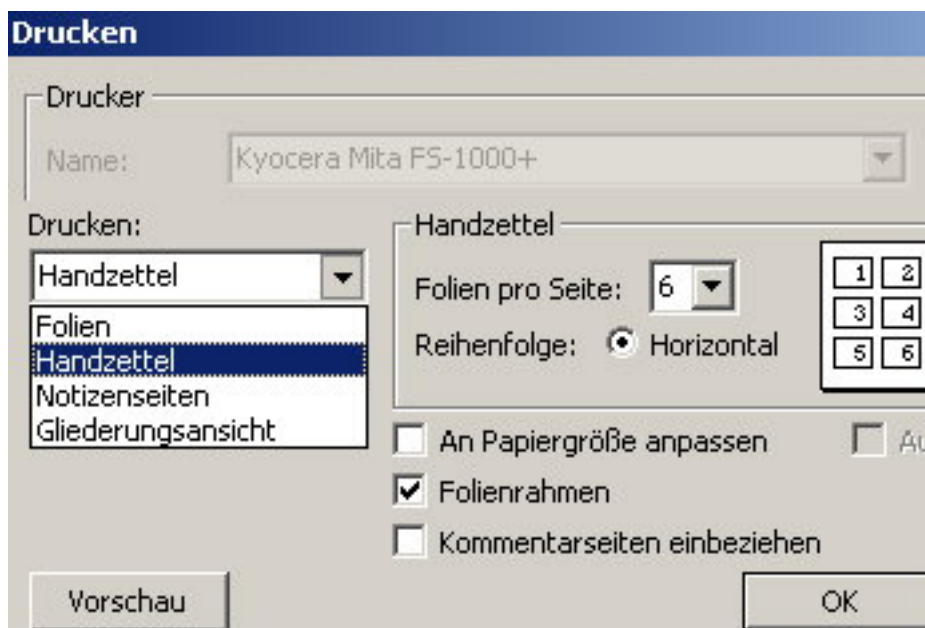 Drucken
Drucker
Name: Kyocera Mita FS-1000+
Drucken:
Handzettel
Folien
Handzettel
Notizenseiten
Gliederungsansicht
Handzettel
Folien pro Seite: 6
Reihenfolge: Horizontal
1 2
3 4
5 6
An Papiergröße anpassen
Folienrahmen
Kommentarseiten einbeziehen
Vorschau OK